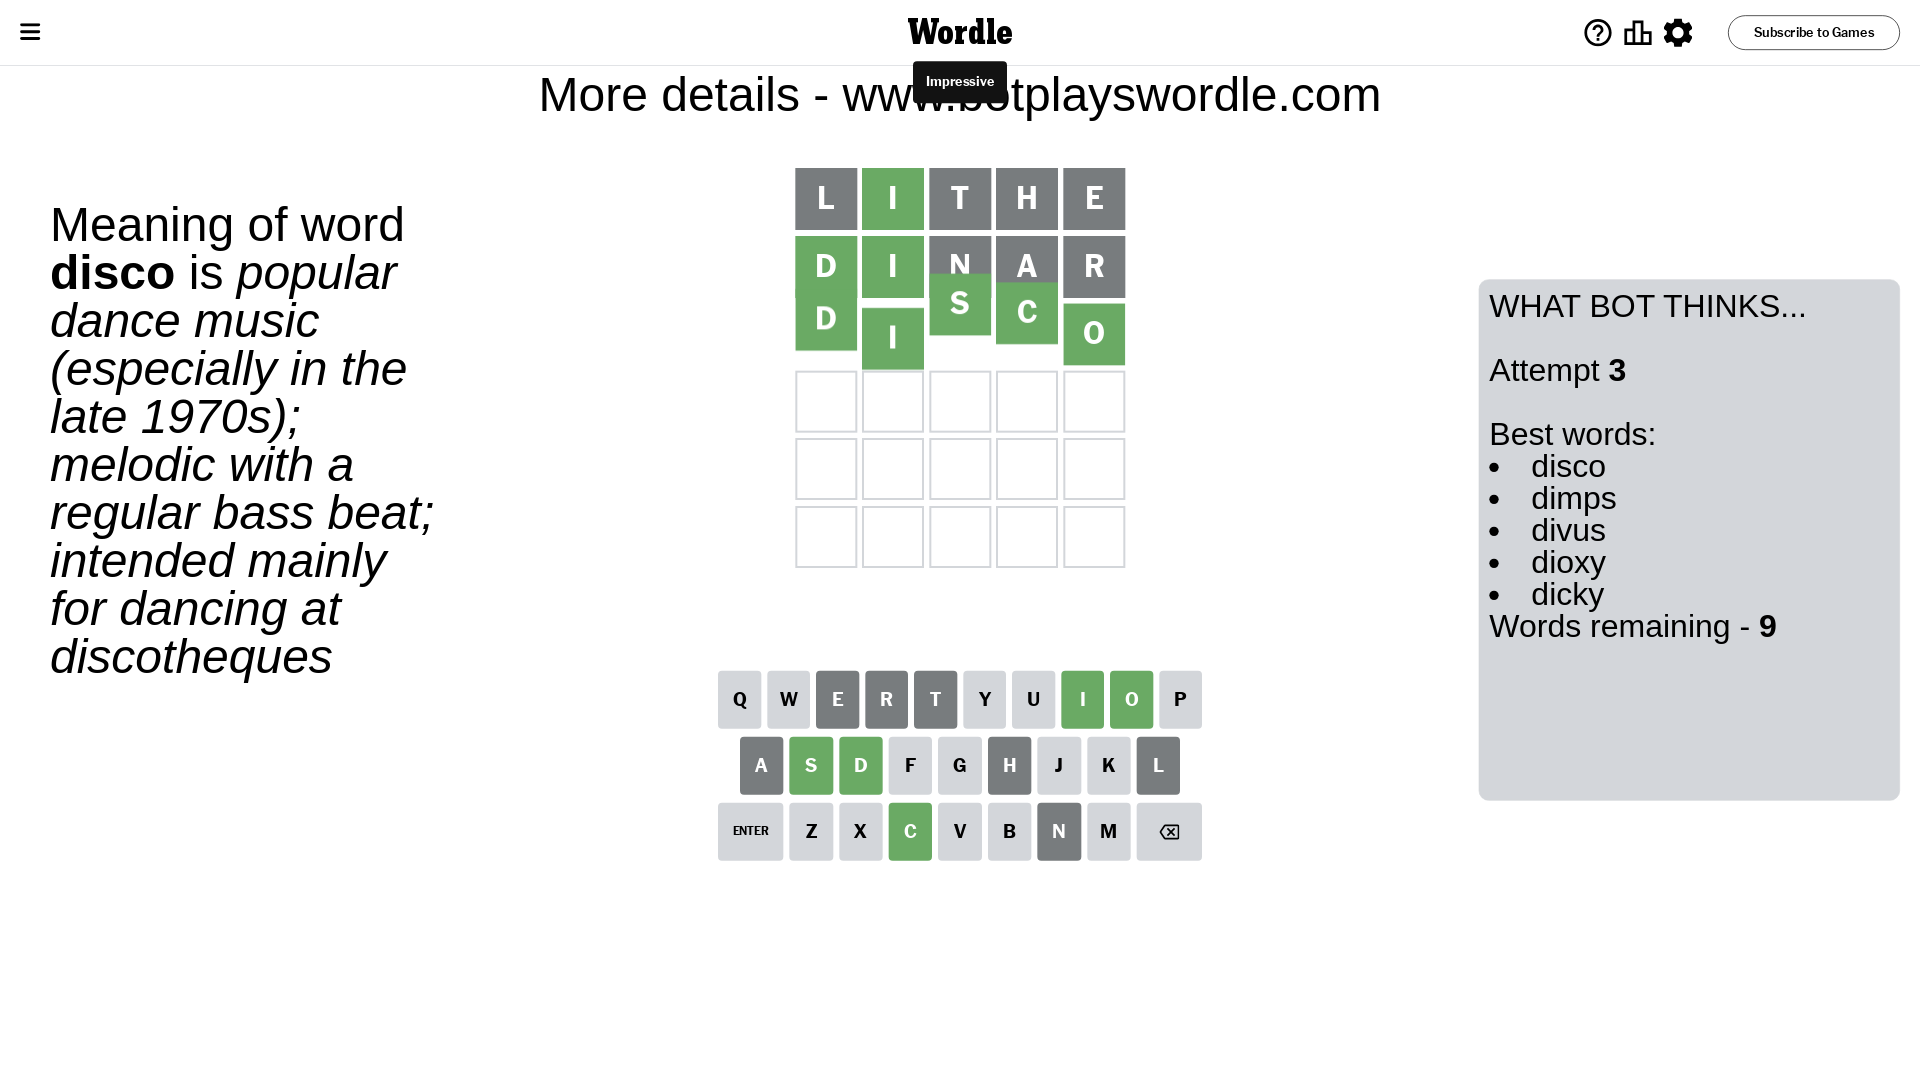 Wordle
Subscribe to Games
Impressive
More details - www.botplayswordle.com
Meaning of word
disco is popular
dance music
(especially in the
late 1970s);
melodic with a
regular bass beat;
intended mainly
for dancing at
discotheques
L I T H E
D I N A R
D I S C O
WHAT BOT THINKS...
Attempt 3
Best words:
• disco
• dimps
• divus
• dioxy
• dicky
Words remaining - 9
Q W E R T Y U I O P
A S D F G H J K L
ENTER Z X C V B N M